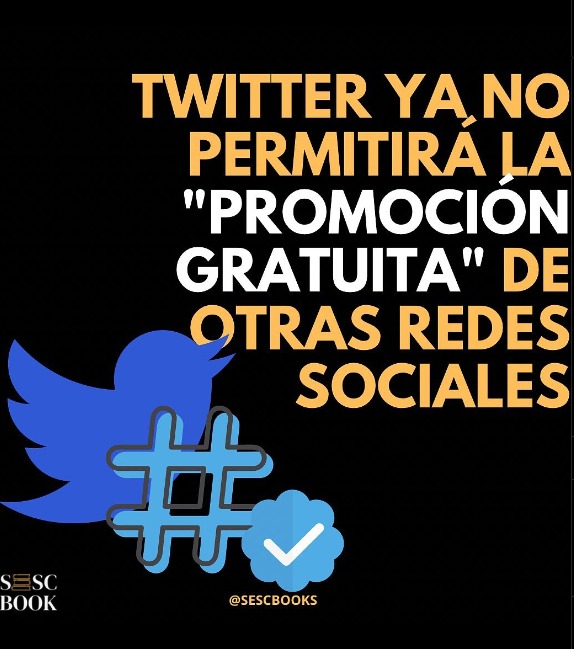 TWITTER YA NO
PERMITIRÁ LA
"PROMOCIÓN
GRATUITA" DE
OTRAS REDES
SOCIALES
#
SESC
BOOK
@SESCBOOKS